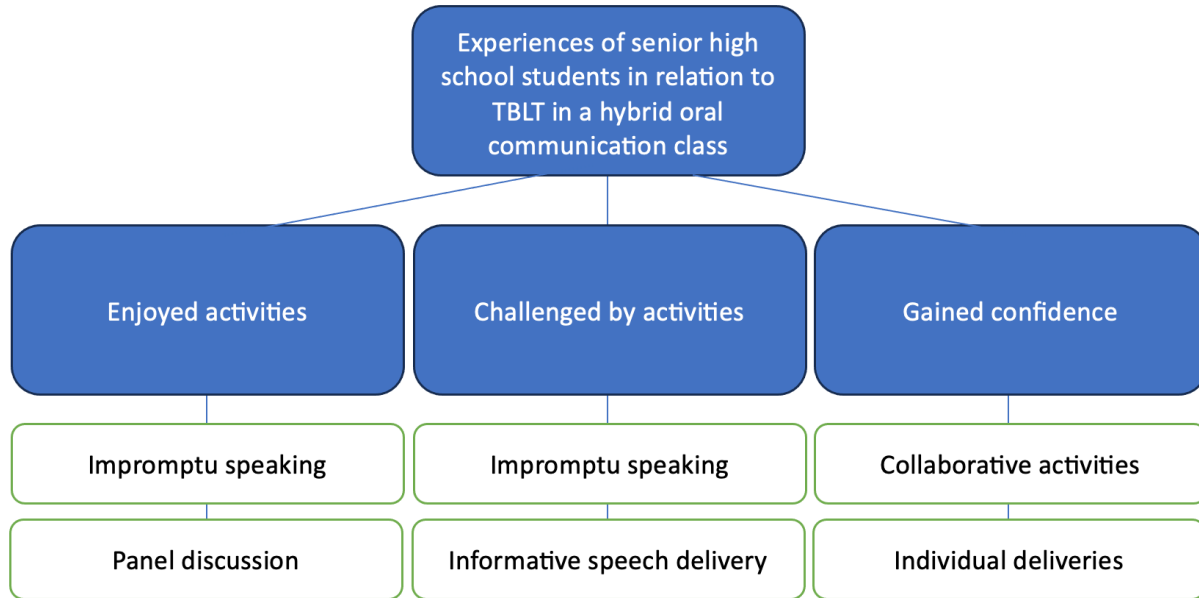 Experiences of senior high
school students in relation to
TBLT in a hybrid oral
communication class
Enjoyed activities
Challenged by activities
Gained confidence
Impromptu speaking
Impromptu speaking
Collaborative activities
Panel discussion
Informative speech delivery
Individual deliveries